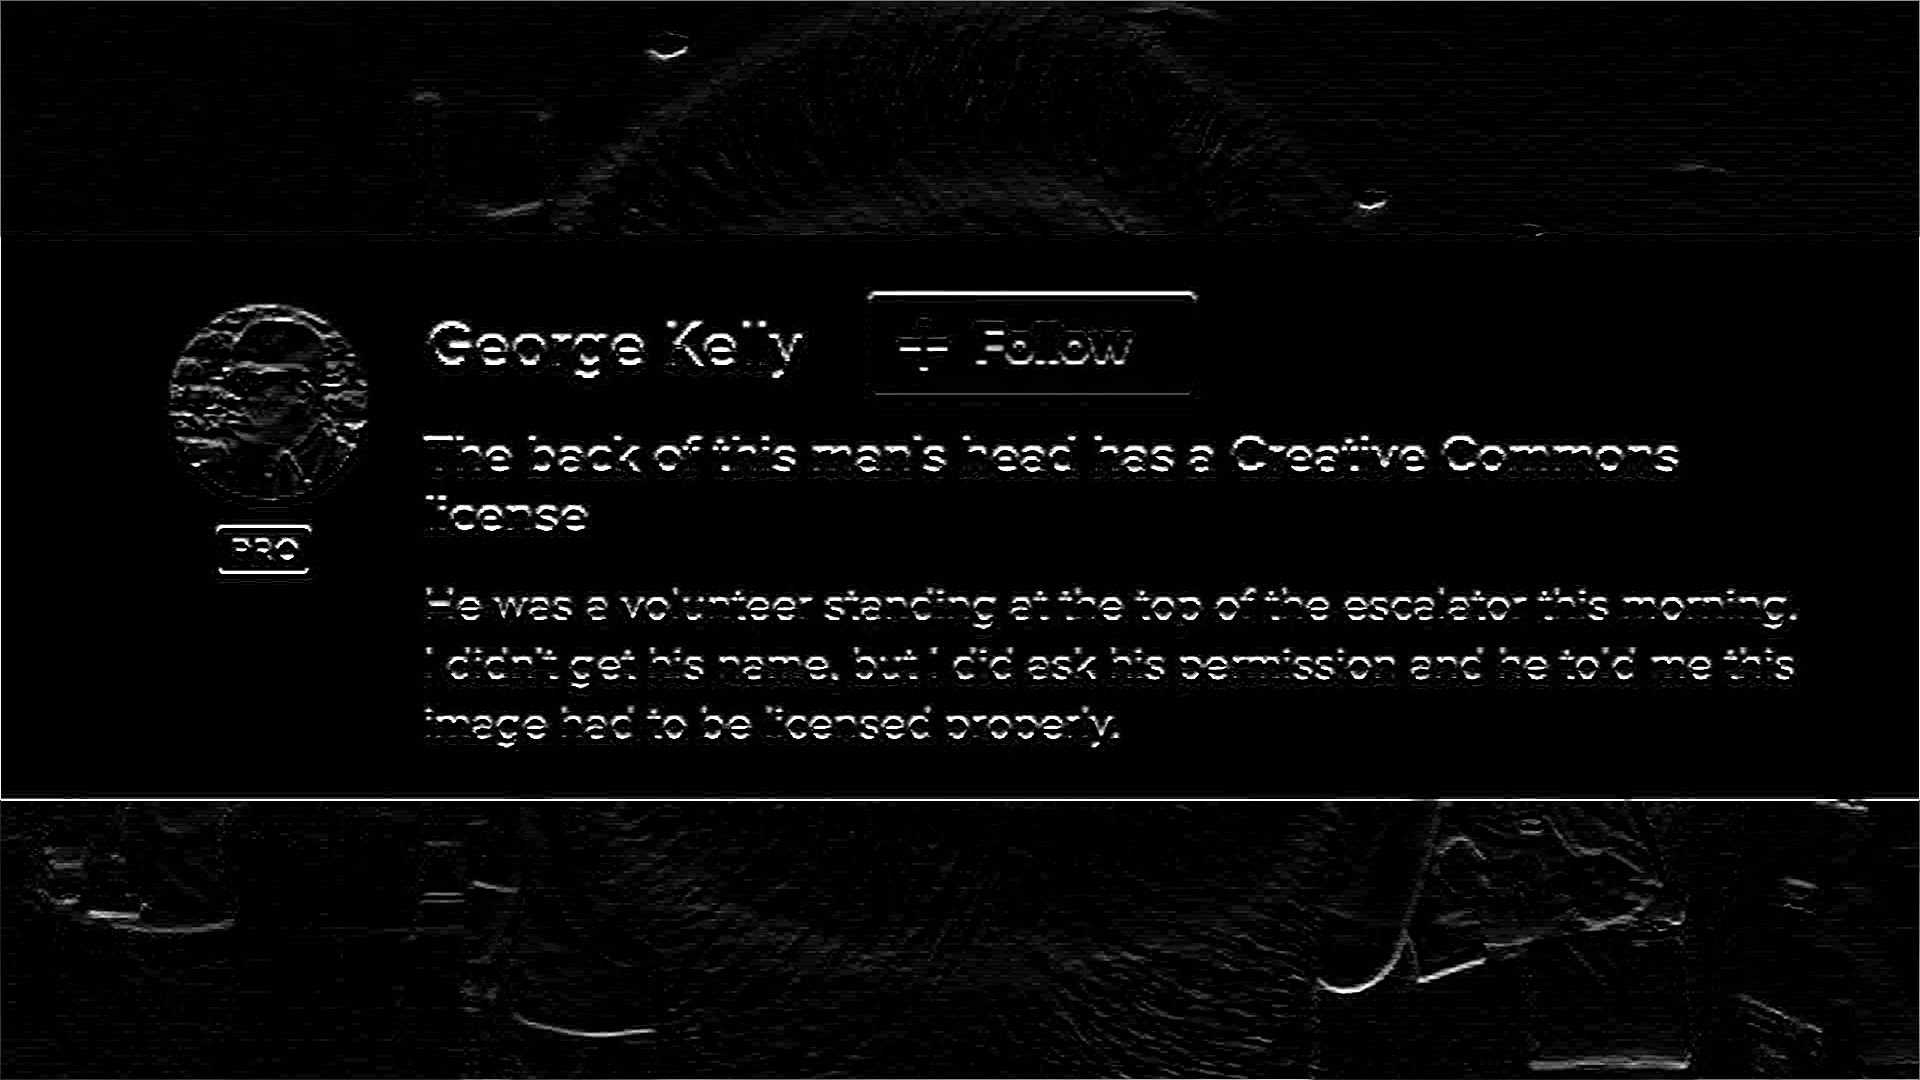 George Kelly
+ Follow
PRO
The back of this man's head has a Creative Commons
license
He was a volunteer standing at the top of the escalator this morning.
I didn't get his name, but I did ask his permission and he told me this
image had to be licensed properly.